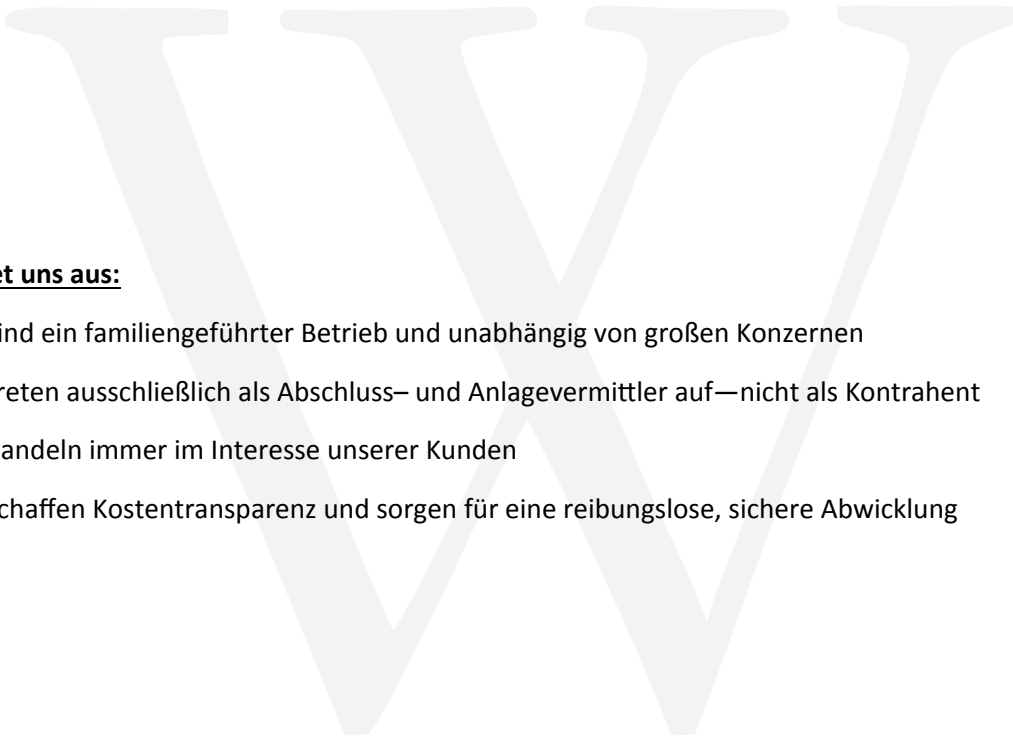 et uns aus:
ind ein familiengeführter Betrieb und unabhängig von großen Konzernen
reten ausschließlich als Abschluss– und Anlagevermittler auf—nicht als Kontrahent
andeln immer im Interesse unserer Kunden
chaffen Kostentransparenz und sorgen für eine reibungslose, sichere Abwicklung